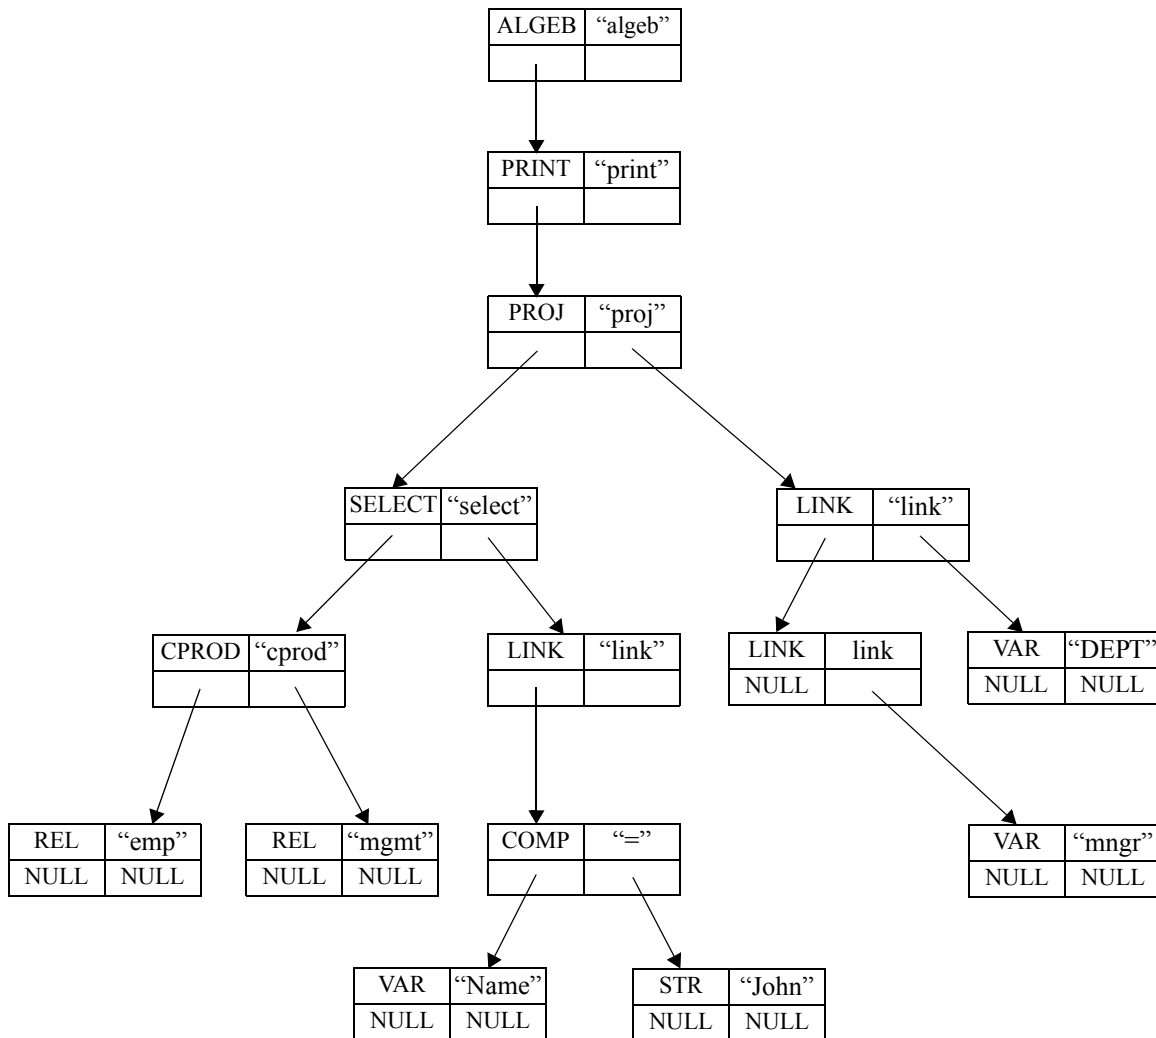 ALGEB “algeb”
PRINT “print”
PROJ “proj”
SELECT “select”
LINK “link”
CPROD “cprod”
LINK “link”
LINK link
NULL
VAR “DEPT”
NULL NULL
REL “emp”
NULL NULL
REL “mgmt”
NULL NULL
COMP “=”
VAR “mngr”
NULL NULL
VAR “Name”
NULL NULL
STR “John”
NULL NULL